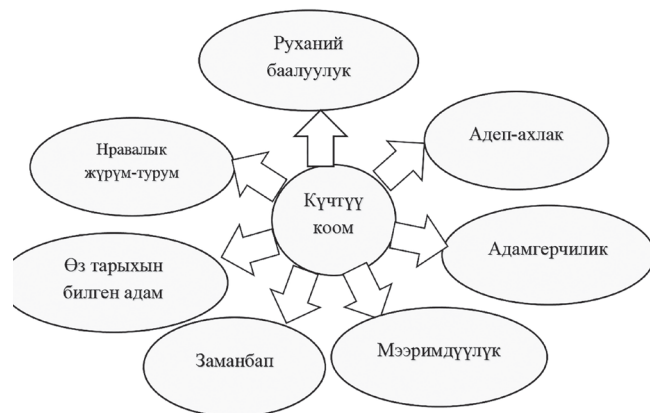 Руханий
баалуулук
Адеп-ахлак
Нравалык
жүрүм-турум
Күчтүү
коом
Адамгерчилик
Өз тарыхын
билген адам
Заманбап
Мээримдүүлүк